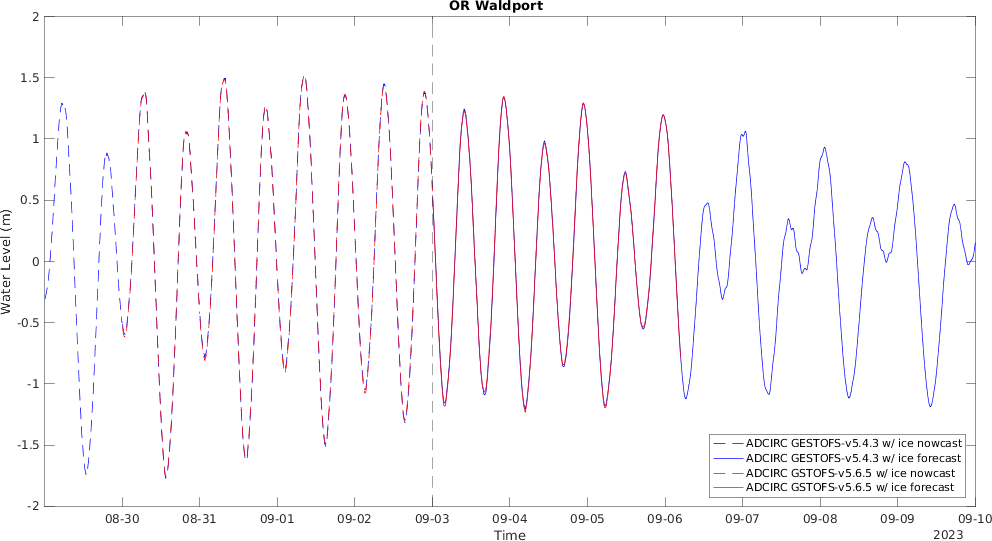 OR Waldport
2
1.5
1
0.5
0
-0.5
-1
-1.5
-2
Water Level (m)
08-30 08-31 09-01 09-02 09-03 09-04 09-05 09-06 09-07 09-08 09-09 09-10
Time
2023
ADCIRC GESTOFS-v5.4.3 w/ ice nowcast
ADCIRC GESTOFS-v5.4.3 w/ ice forecast
ADCIRC GSTOFS-v5.6.5 w/ ice nowcast
ADCIRC GSTOFS-v5.6.5 w/ ice forecast